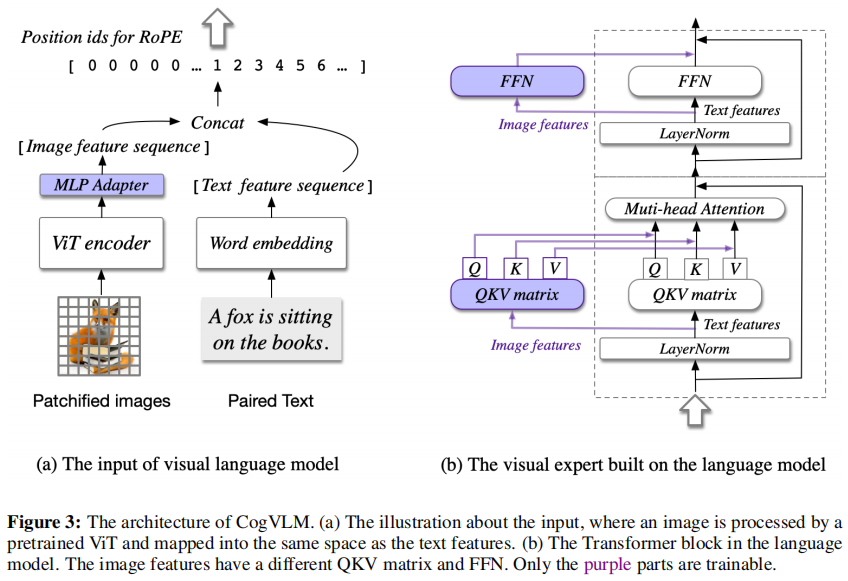 Position ids for RoPE
[ 0 0 0 0 0 … 1 2 3 4 5 6 … ]
Concat
[Image feature sequence]
MLP Adapter
[Text feature sequence]
ViT encoder
Word embedding
A fox is sitting
on the books.
Patchified images
Paired Text
(a) The input of visual language model
FFN
FFN
Image features
Text features
LayerNorm
Muti-head Attention
Q
K
V
Q
K
V
QKV matrix
QKV matrix
Image features
Text features
LayerNorm
(b) The visual expert built on the language model
Figure 3: The architecture of CogVLM. (a) The illustration about the input, where an image is processed by a
pretrained ViT and mapped into the same space as the text features. (b) The Transformer block in the language
model. The image features have a different QKV matrix and FFN. Only the purple parts are trainable.